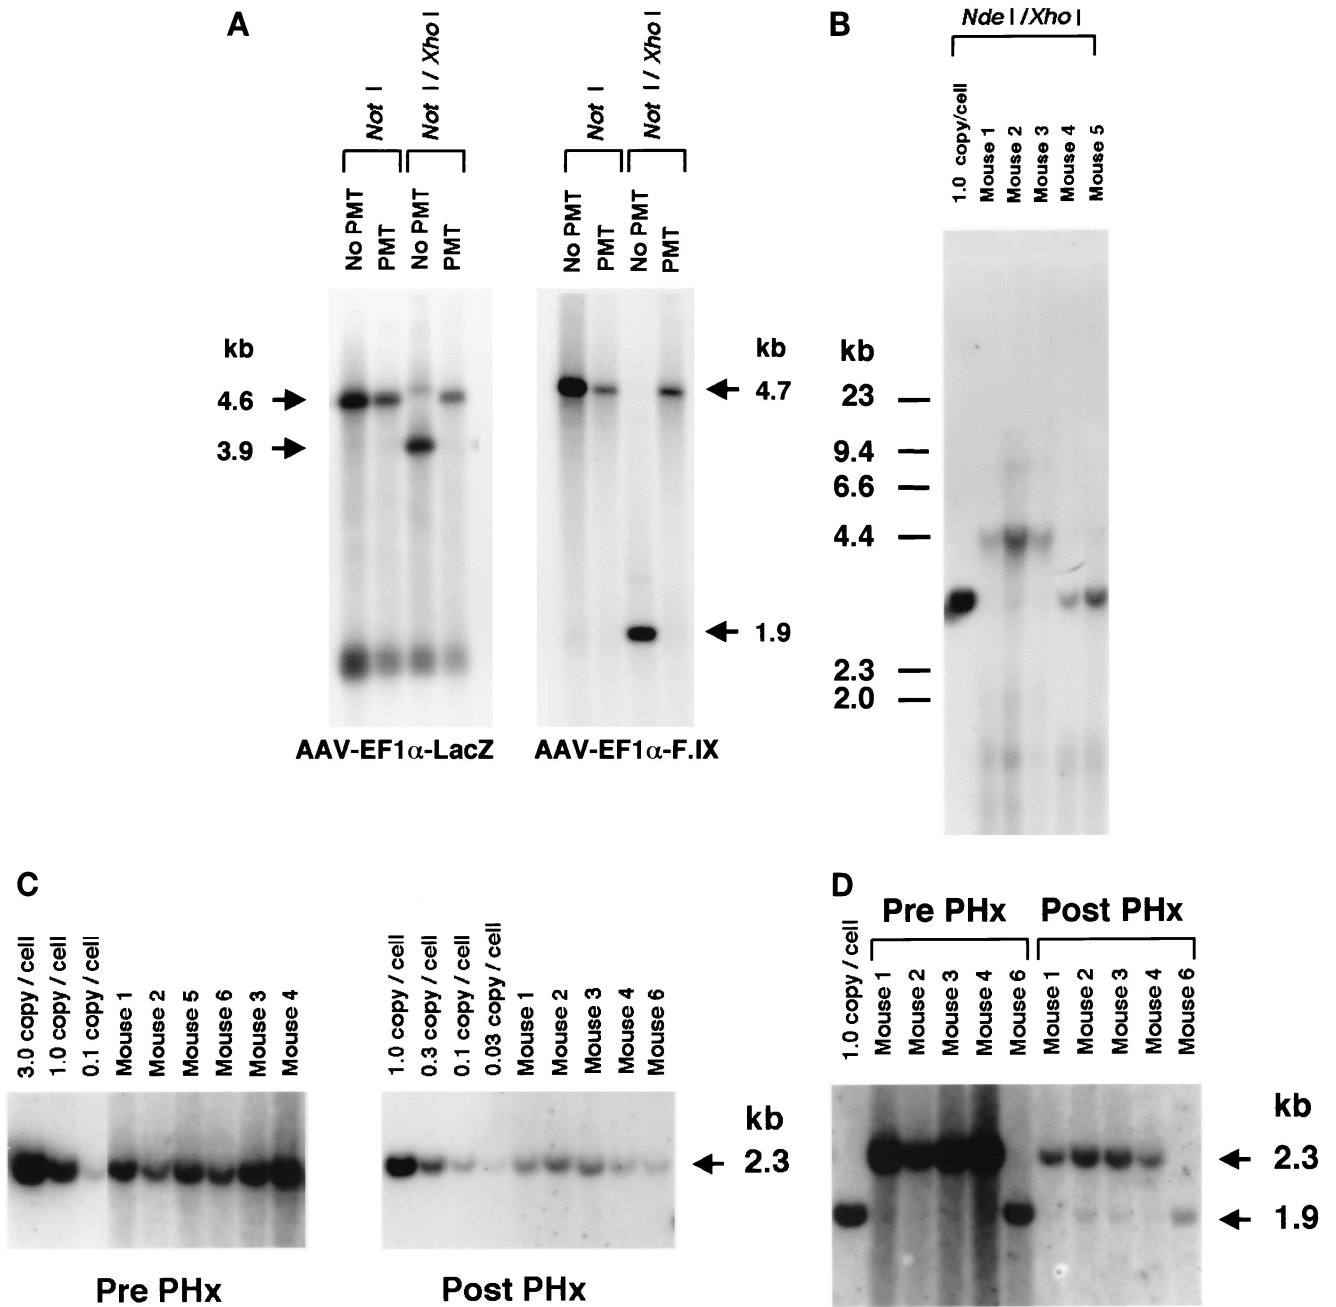 A
Not I
Not I / Xho I
No PMT
PMT
No PMT
PMT
kb
4.6
3.9
AAV-EF1α-LacZ
Not I
Not I / Xho I
No PMT
PMT
No PMT
PMT
kb
4.7
1.9
AAV-EF1α-F.IX
B
Nde I / Xho I
1.0 copy/cell
Mouse 1
Mouse 2
Mouse 3
Mouse 4
Mouse 5
kb
23
9.4
6.6
4.4
2.3
2.0
C
3.0 copy / cell
1.0 copy / cell
0.1 copy / cell
Mouse 1
Mouse 2
Mouse 5
Mouse 6
Mouse 3
Mouse 4
Pre PHx
1.0 copy / cell
0.3 copy / cell
0.1 copy / cell
0.03 copy / cell
Mouse 1
Mouse 2
Mouse 3
Mouse 4
Mouse 6
kb
2.3
Post PHx
D
Pre PHx
Post PHx
1.0 copy / cell
Mouse 1
Mouse 2
Mouse 3
Mouse 4
Mouse 6
Mouse 1
Mouse 2
Mouse 3
Mouse 4
Mouse 6
kb
2.3
1.9